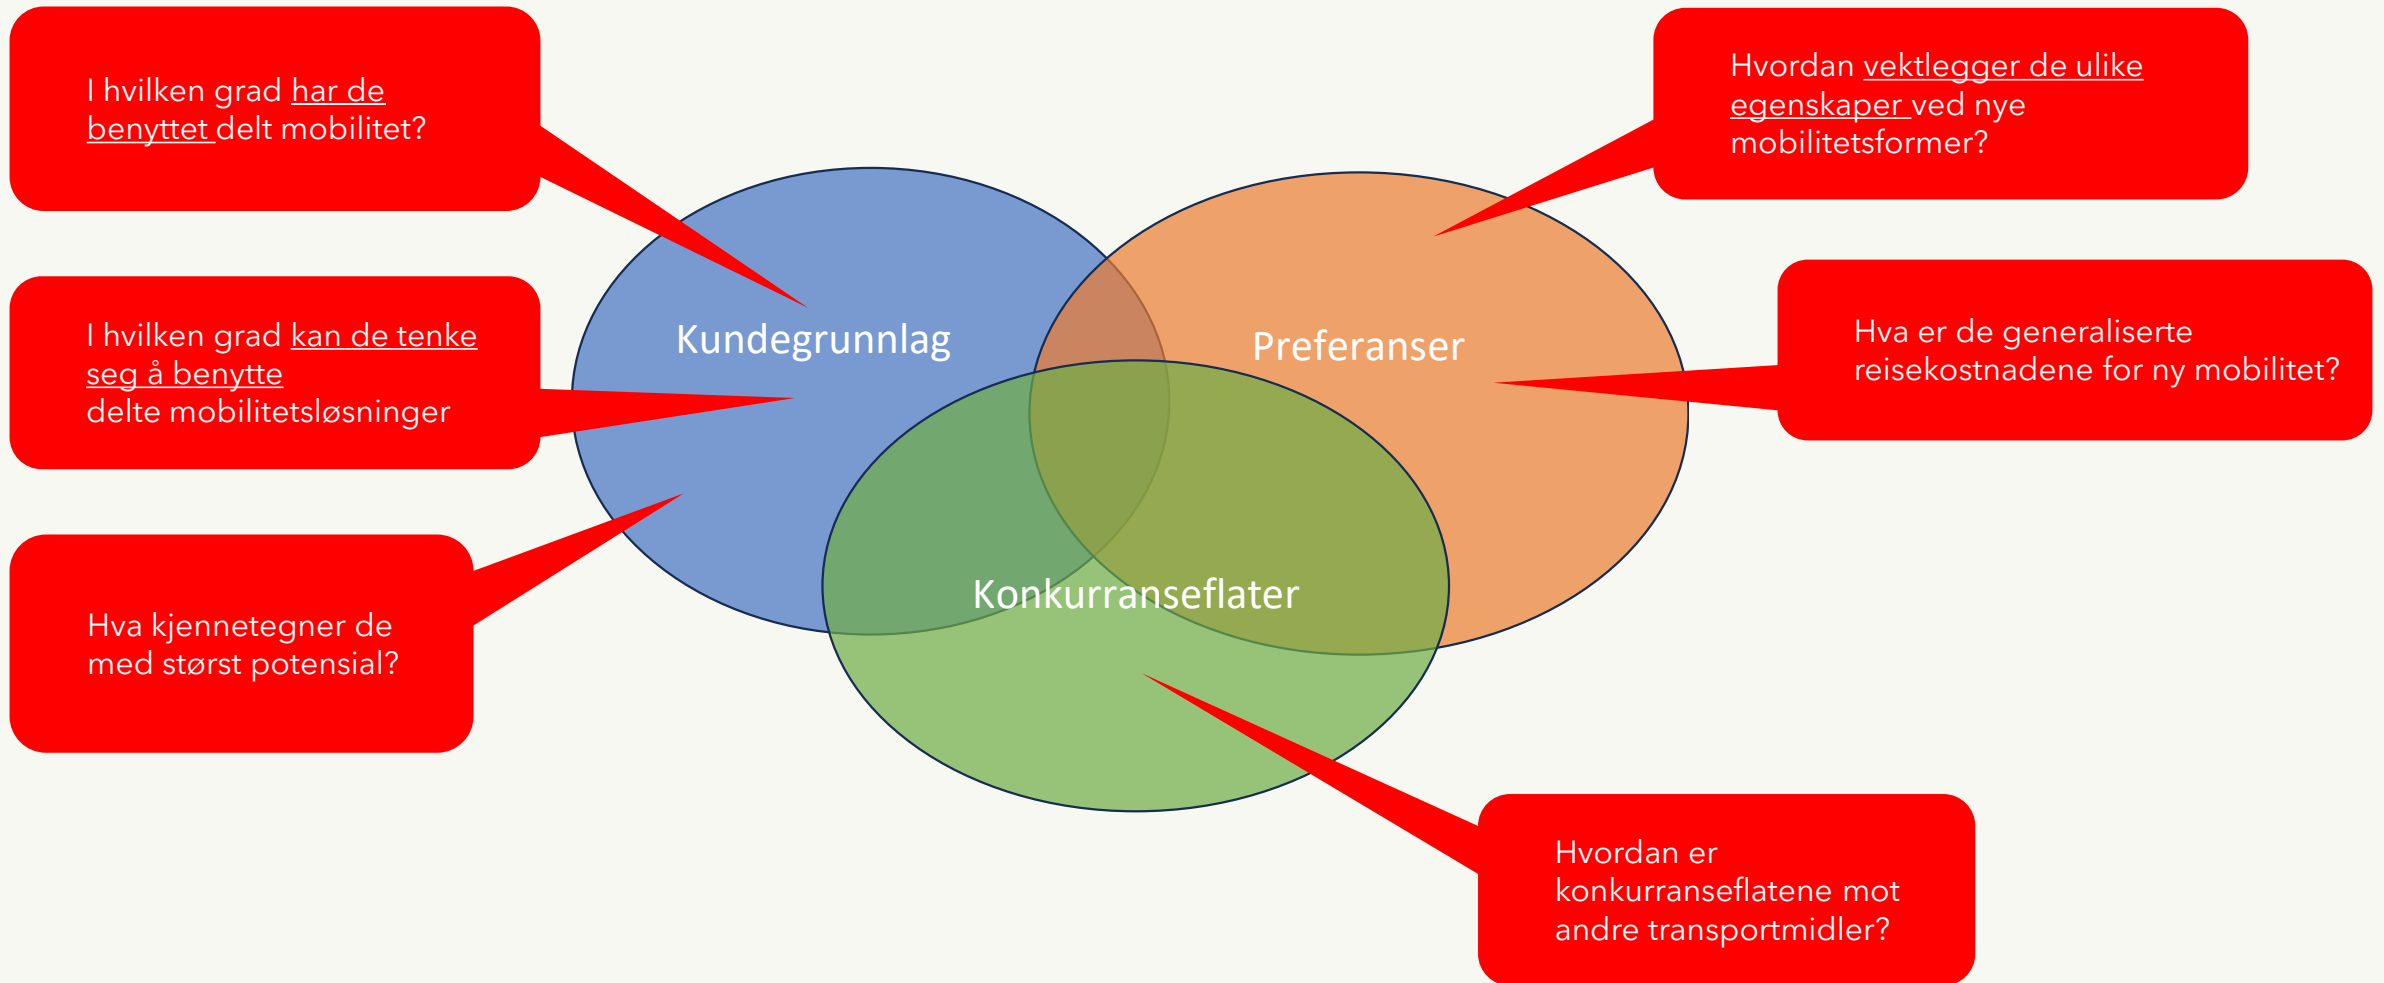 I hvilken grad har de
benyttet delt mobilitet?
Hvordan vektlegger de ulike
egenskaper ved nye
mobilitetsformer?
Kundegrunnlag
Preferanser
I hvilken grad kan de tenke
seg å benytte
delte mobilitetsløsninger
Hva er de generaliserte
reisekostnadene for ny mobilitet?
Hva kjennetegner de
med størst potensial?
Konkurranseflater
Hvordan er
konkurranseflatene mot
andre transportmidler?